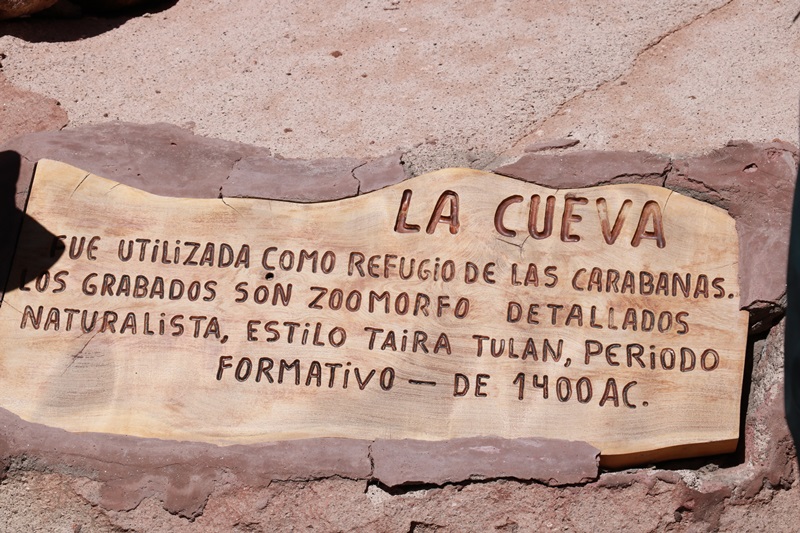 LA CUEVA
FUE UTILIZADA COMO REFUGIO DE LAS CARABANAS.
LOS GRABADOS SON ZOOMORFO DETALLADOS
NATURALISTA, ESTILO TAIRA TULAN, PERIODO
FORMATIVO — DE 1400 AC.